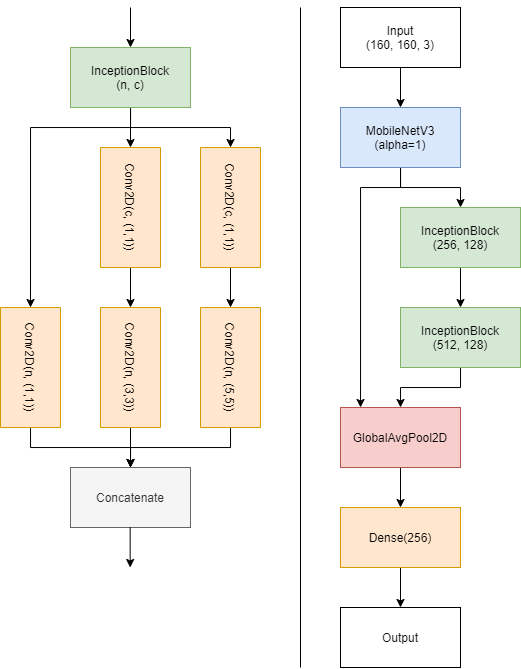 InceptionBlock
(n, c)
Conv2D(c, (1,1))
Conv2D(c, (1,1))
Conv2D(n, (1,1))
Conv2D(n, (3,3))
Conv2D(n, (5,5))
Concatenate
Input
(160, 160, 3)
MobileNetV3
(alpha=1)
InceptionBlock
(256, 128)
InceptionBlock
(512, 128)
GlobalAvgPool2D
Dense(256)
Output